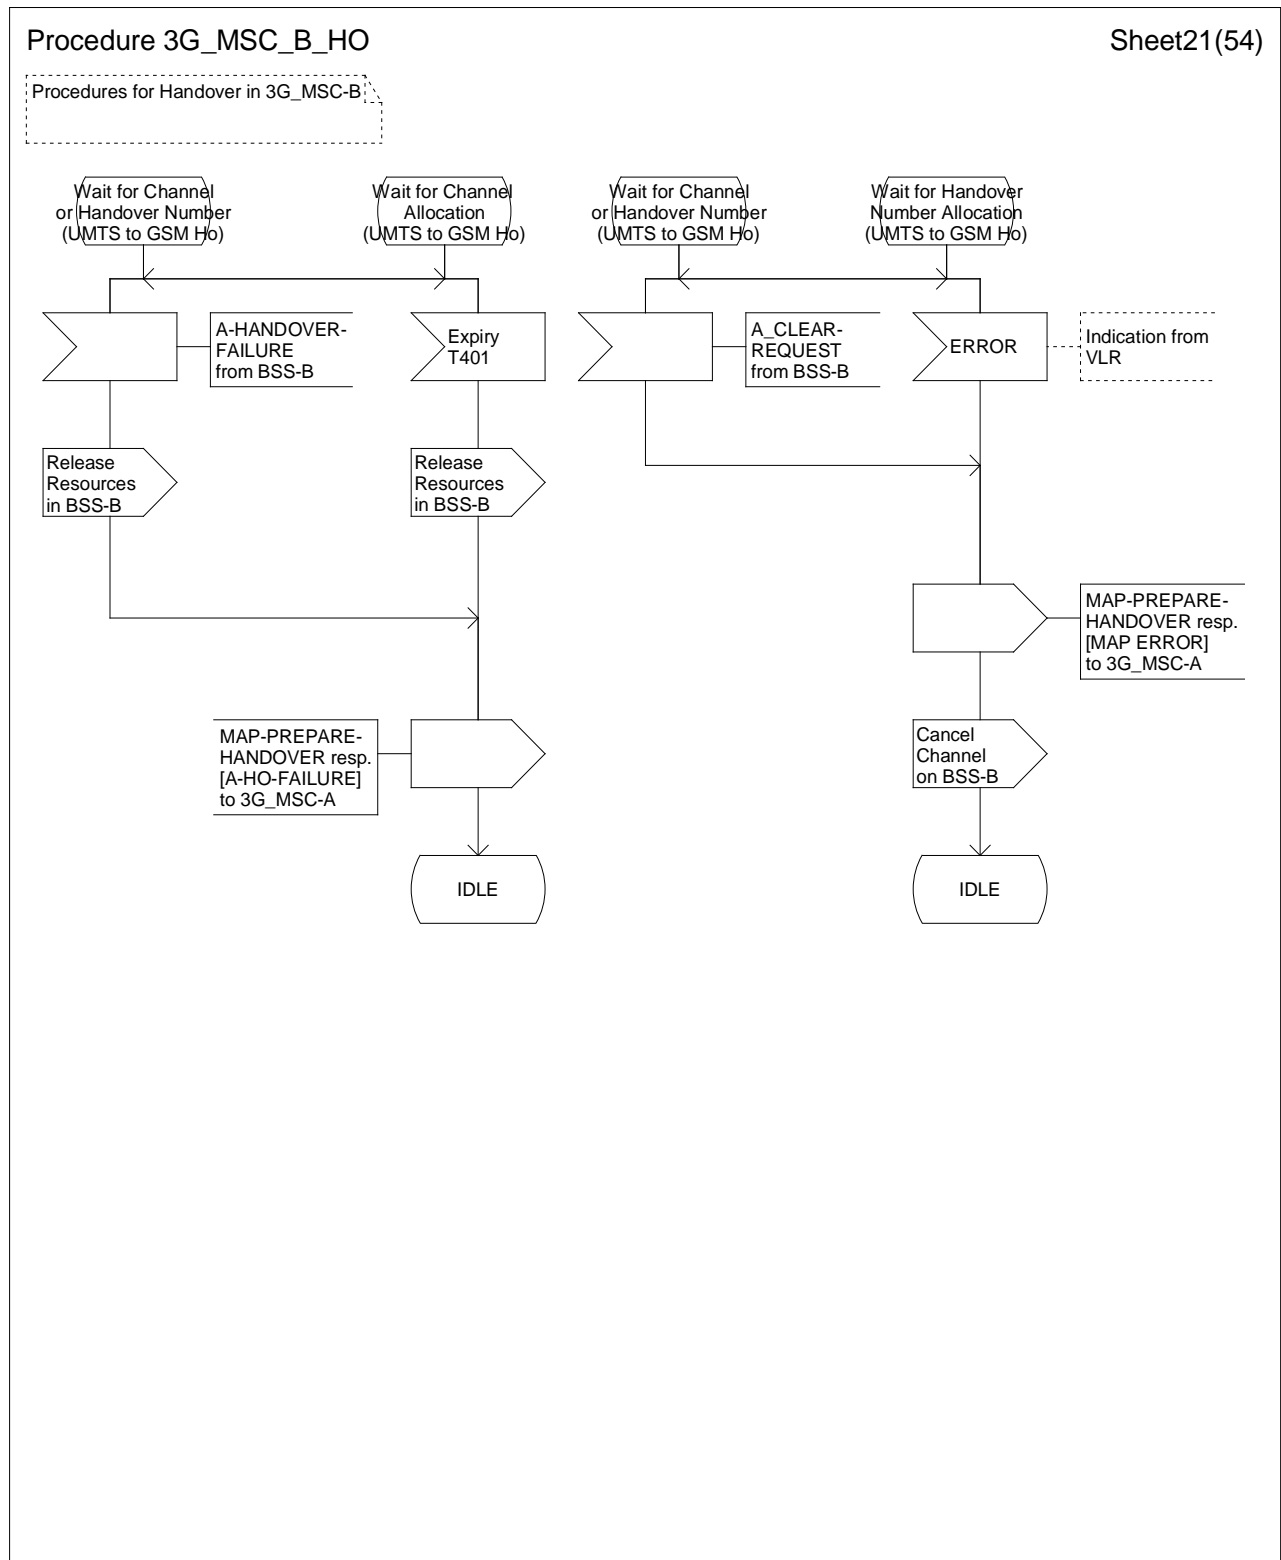 Procedure 3G_MSC_B_HO
Sheet21(54)
Procedures for Handover in 3G_MSC-B
Wait for Channel
or Handover Number
(UMTS to GSM Ho)
Wait for Channel
Allocation
(UMTS to GSM Ho)
Wait for Channel
or Handover Number
(UMTS to GSM Ho)
Wait for Handover
Number Allocation
(UMTS to GSM Ho)
A-HANDOVER-
FAILURE
from BSS-B
Expiry
T401
A_CLEAR-
REQUEST
from BSS-B
ERROR
Indication from
VLR
Release
Resources
in BSS-B
Release
Resources
in BSS-B
MAP-PREPARE-
HANDOVER resp.
[MAP ERROR]
to 3G_MSC-A
MAP-PREPARE-
HANDOVER resp.
[A-HO-FAILURE]
to 3G_MSC-A
Cancel
Channel
on BSS-B
IDLE
IDLE